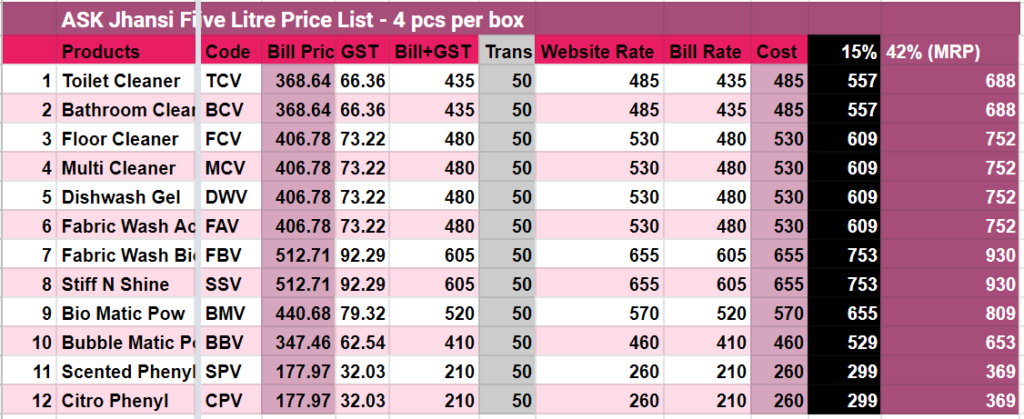 ASK Jhansi Five Litre Price List - 4 pcs per box
Products Code Bill Pric GST Bill+GST Trans Website Rate Bill Rate Cost 15% 42% (MRP)
1 Toilet Cleaner TCV 368.64 66.36 435 50 485 435 485 557 688
2 Bathroom Clear BCV 368.64 66.36 435 50 485 435 485 557 688
3 Floor Cleaner FCV 406.78 73.22 480 50 530 480 530 609 752
4 Multi Cleaner MCV 406.78 73.22 480 50 530 480 530 609 752
5 Dishwash Gel DWV 406.78 73.22 480 50 530 480 530 609 752
6 Fabric Wash Ac FAV 406.78 73.22 480 50 530 480 530 609 752
7 Fabric Wash Bi FBV 512.71 92.29 605 50 655 605 655 753 930
8 Stiff N Shine SSV 512.71 92.29 605 50 655 605 655 753 930
9 Bio Matic Pow BMV 440.68 79.32 520 50 570 520 570 655 809
10 Bubble Matic P BBV 347.46 62.54 410 50 460 410 460 529 653
11 Scented Phenyl SPV 177.97 32.03 210 50 260 210 260 299 369
12 Citro Phenyl CPV 177.97 32.03 210 50 260 210 260 299 369